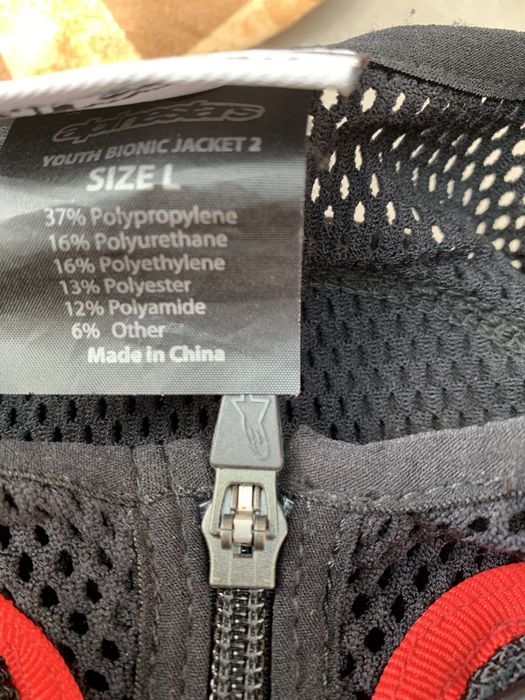 alpinestars
YOUTH BIONIC JACKET 2
SIZE L
37% Polypropylene
16% Polyurethane
16% Polyethylene
13% Polyester
12% Polyamide
6% Other
Made in China